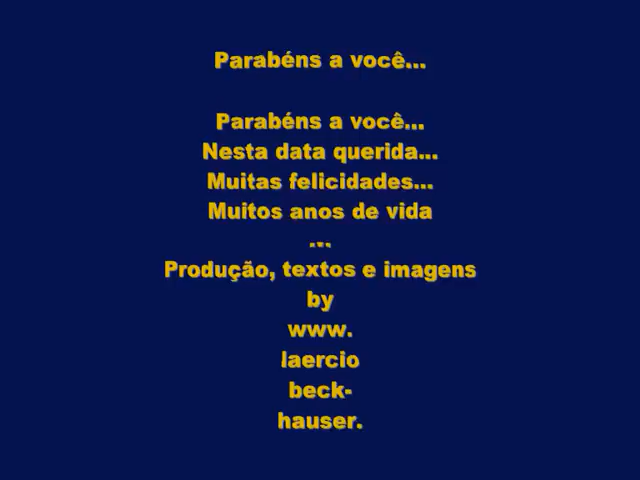 Parabéns a você...
Parabéns a você...
Nesta data querida...
Muitas felicidades...
Muitos anos de vida
...
Produção, textos e imagens
by
www.
laercio
beck-
hauser.